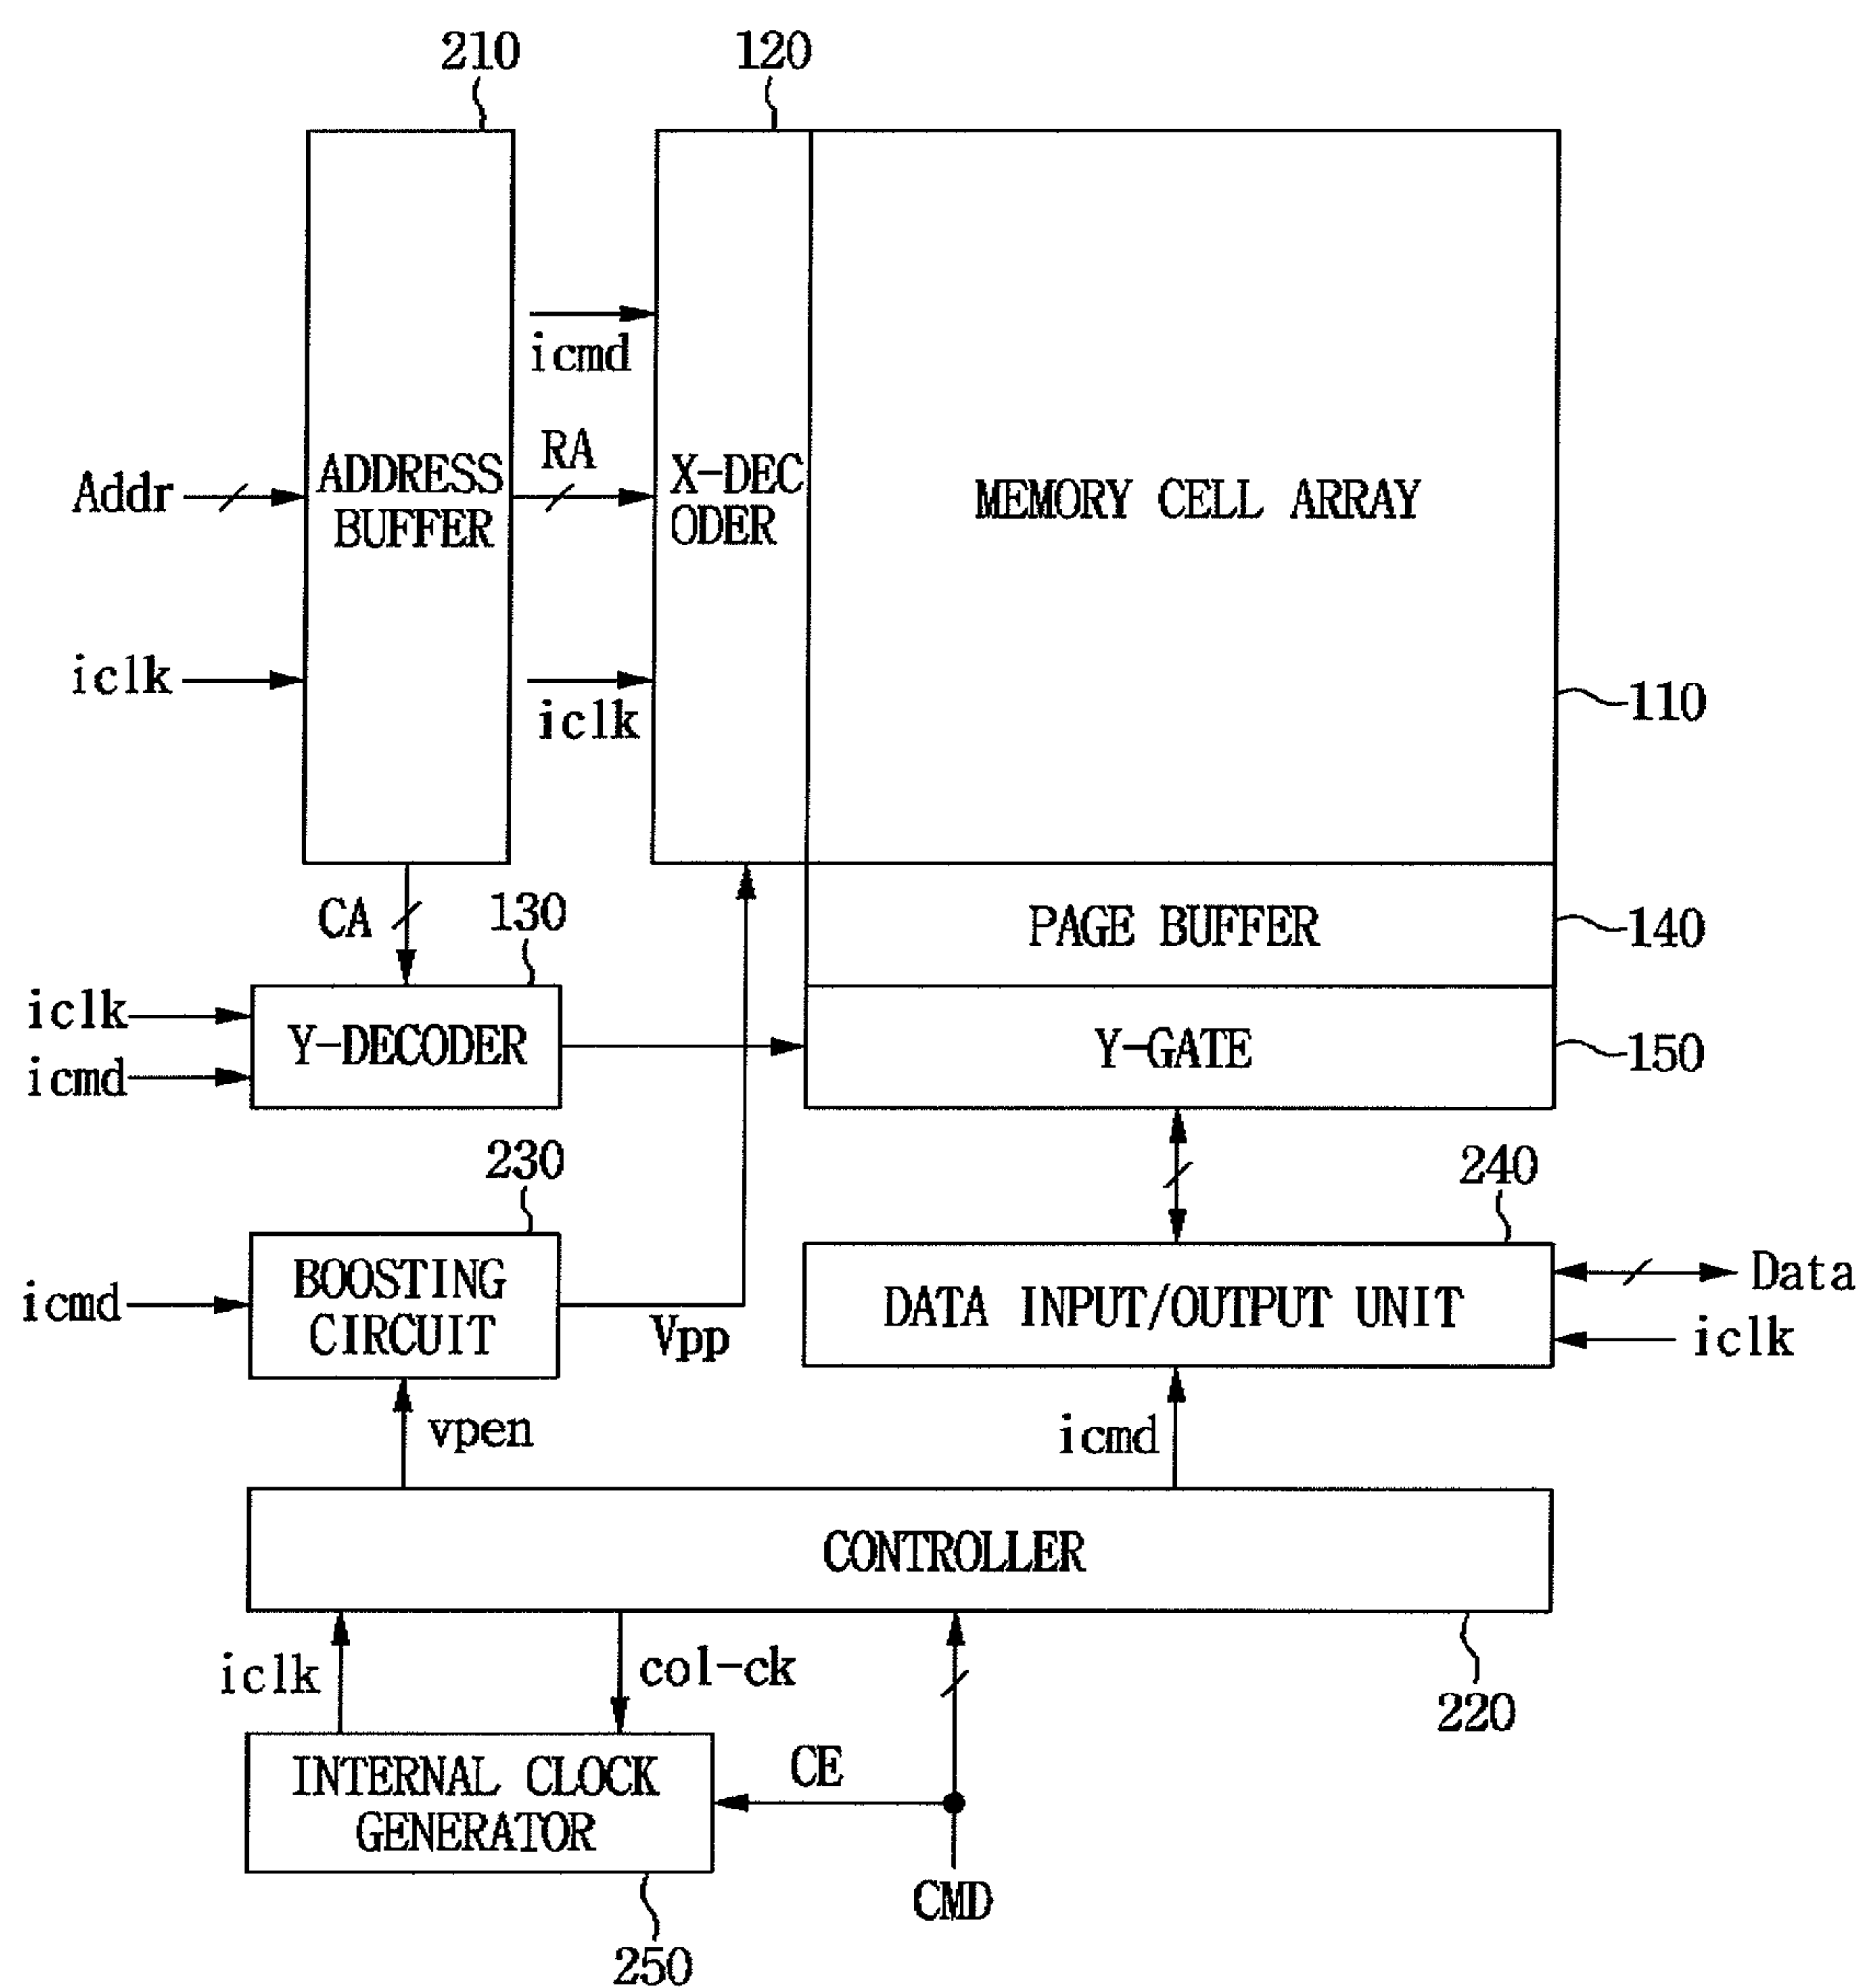 210
120
icmd
RA
Addr
ADDRESS
BUFFER
X-DEC
ODER
MEMORY CELL ARRAY
iclk
iclk
110
CA
130
PAGE BUFFER
140
iclk
icmd
Y-DECODER
Y-GATE
150
230
240
icmd
BOOSTING
CIRCUIT
Vpp
DATA INPUT/OUTPUT UNIT
Data
iclk
vpen
icmd
CONTROLLER
iclk
col-ck
220
INTERNAL CLOCK
GENERATOR
CE
CMD
250